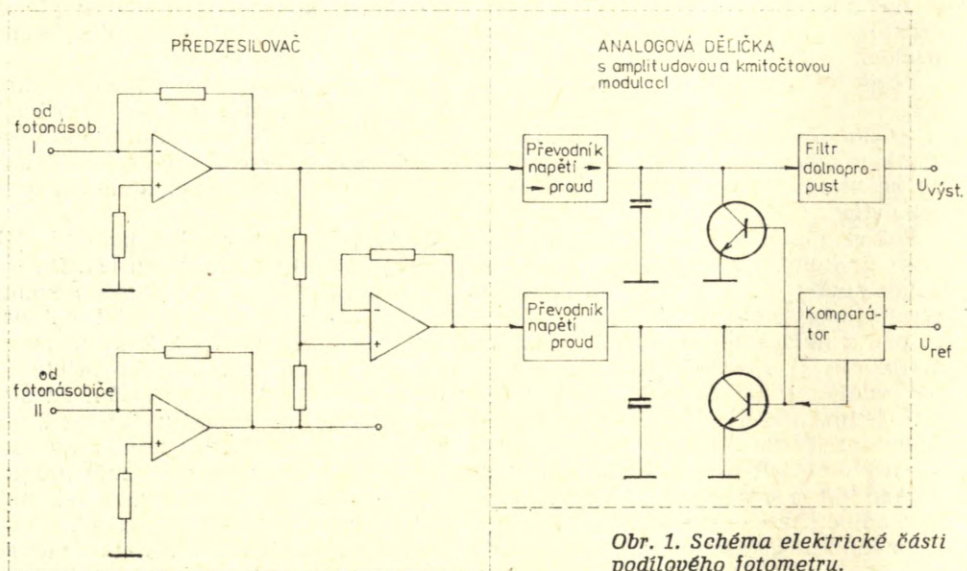 PŘEDZESILOVAČ
od
fotonásob.
I
-
+
od
fotonásobiče
II
-
+
-
+
ANALOGOVÁ DĚLIČKA
s amplitudovou a kmitočtovou
modulací
Převodník
napětí
proud
Filtr
dolnopro-
pust
Uvýst.
Převodník
napětí
proud
Kompará-
tor
Uref
Obr. 1. Schéma elektrické části
podílového fotometru.